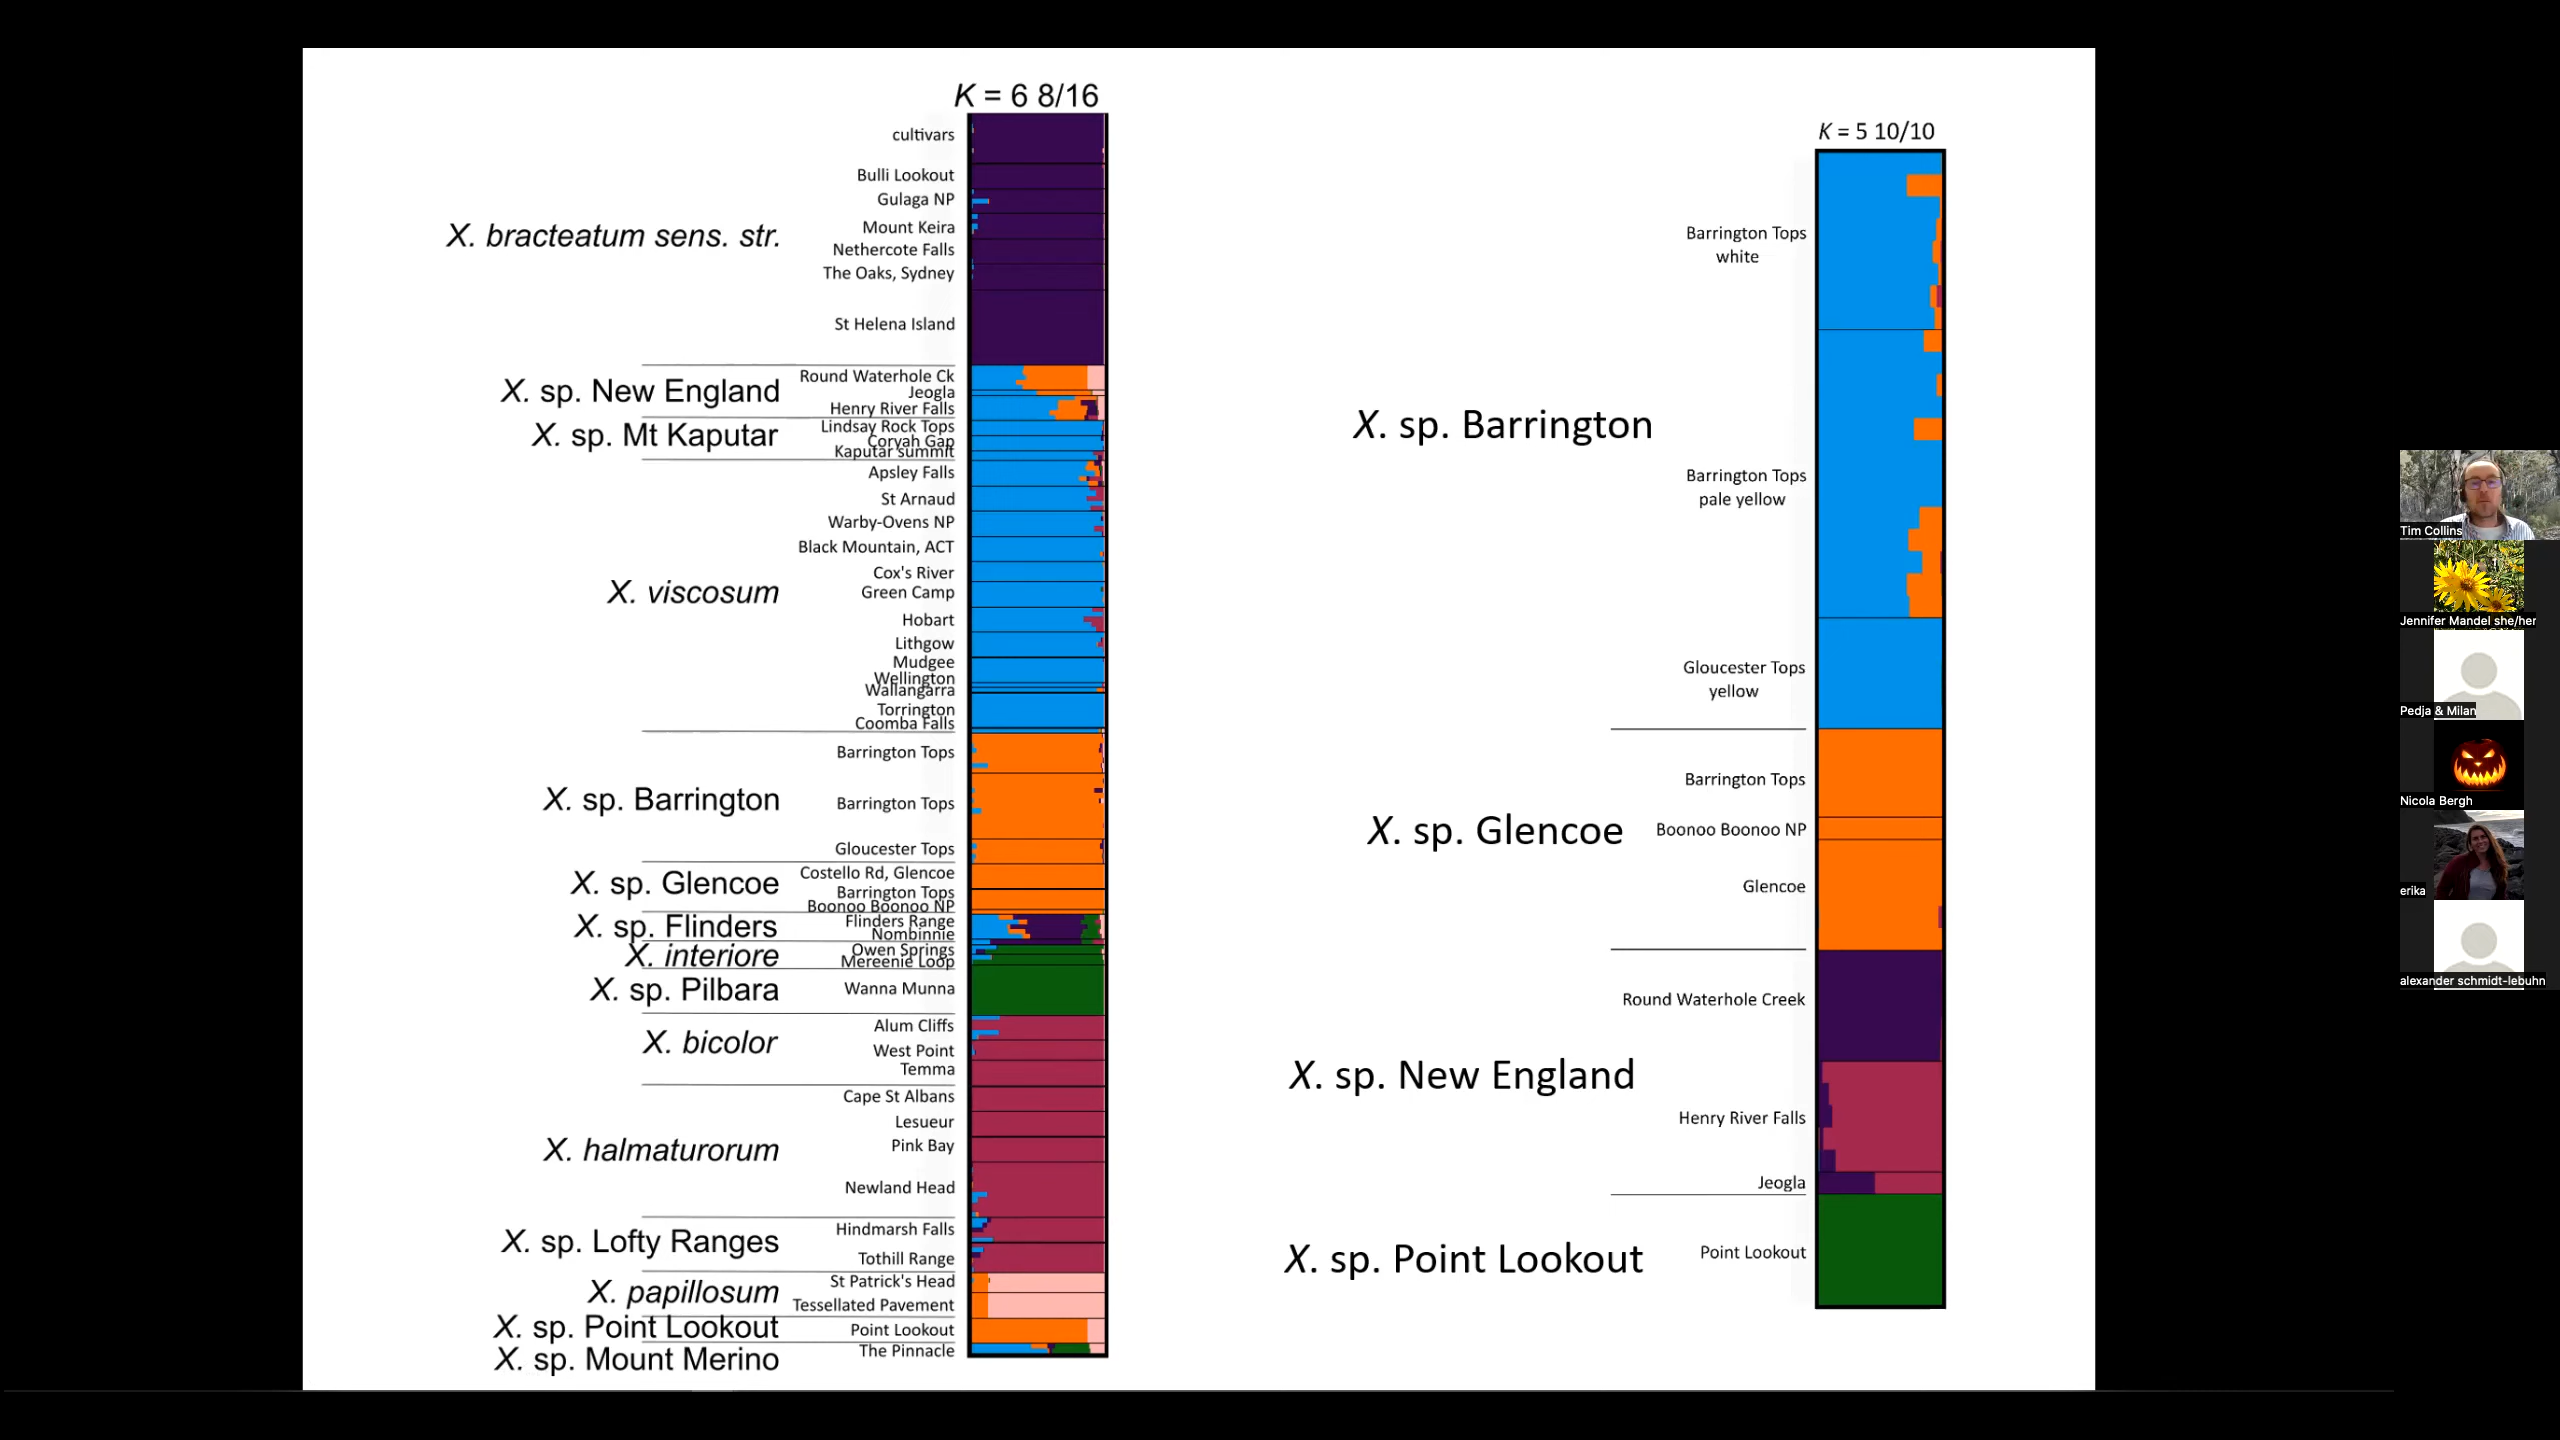 K = 6 8/16
cultivars
Bulli Lookout
Gulaga NP
Mount Keira
Nethercote Falls
The Oaks, Sydney
St Helena Island
X. bracteatum sens. str.
Round Waterhole Ck
Jeogla
Henry River Falls
X. sp. New England
Lindsay Rock Tops
Coryah Gap
Kaputar summit
X. sp. Mt Kaputar
Apsley Falls
St Arnaud
Warby-Ovens NP
Black Mountain, ACT
Cox's River
Green Camp
Hobart
Lithgow
Mudgee
Wellington
Wallangarra
Torrington
Coomba Falls
X. viscosum
Barrington Tops
Barrington Tops
Gloucester Tops
X. sp. Barrington
Costello Rd, Glencoe
Barrington Tops
Boonoo Boonoo NP
X. sp. Glencoe
Flinders Range
Nombinnie
X. sp. Flinders
Owen Springs
Mereenie Loop
X. interiore
Wanna Munna
X. sp. Pilbara
Alum Cliffs
West Point
Temma
X. bicolor
Cape St Albans
Lesueur
Pink Bay
Newland Head
X. halmaturorum
Hindmarsh Falls
Tothill Range
X. sp. Lofty Ranges
St Patrick's Head
Tessellated Pavement
X. papillosum
Point Lookout
X. sp. Point Lookout
The Pinnacle
X. sp. Mount Merino
K = 5 10/10
Barrington Tops
white
Barrington Tops
pale yellow
Gloucester Tops
yellow
X. sp. Barrington
Barrington Tops
Boonoo Boonoo NP
Glencoe
X. sp. Glencoe
Round Waterhole Creek
Henry River Falls
Jeogla
X. sp. New England
Point Lookout
X. sp. Point Lookout
Tim Collins
Jennifer Mandel she/her
Pedja & Milan
Nicola Bergh
erika
alexander schmidt-lebuhn